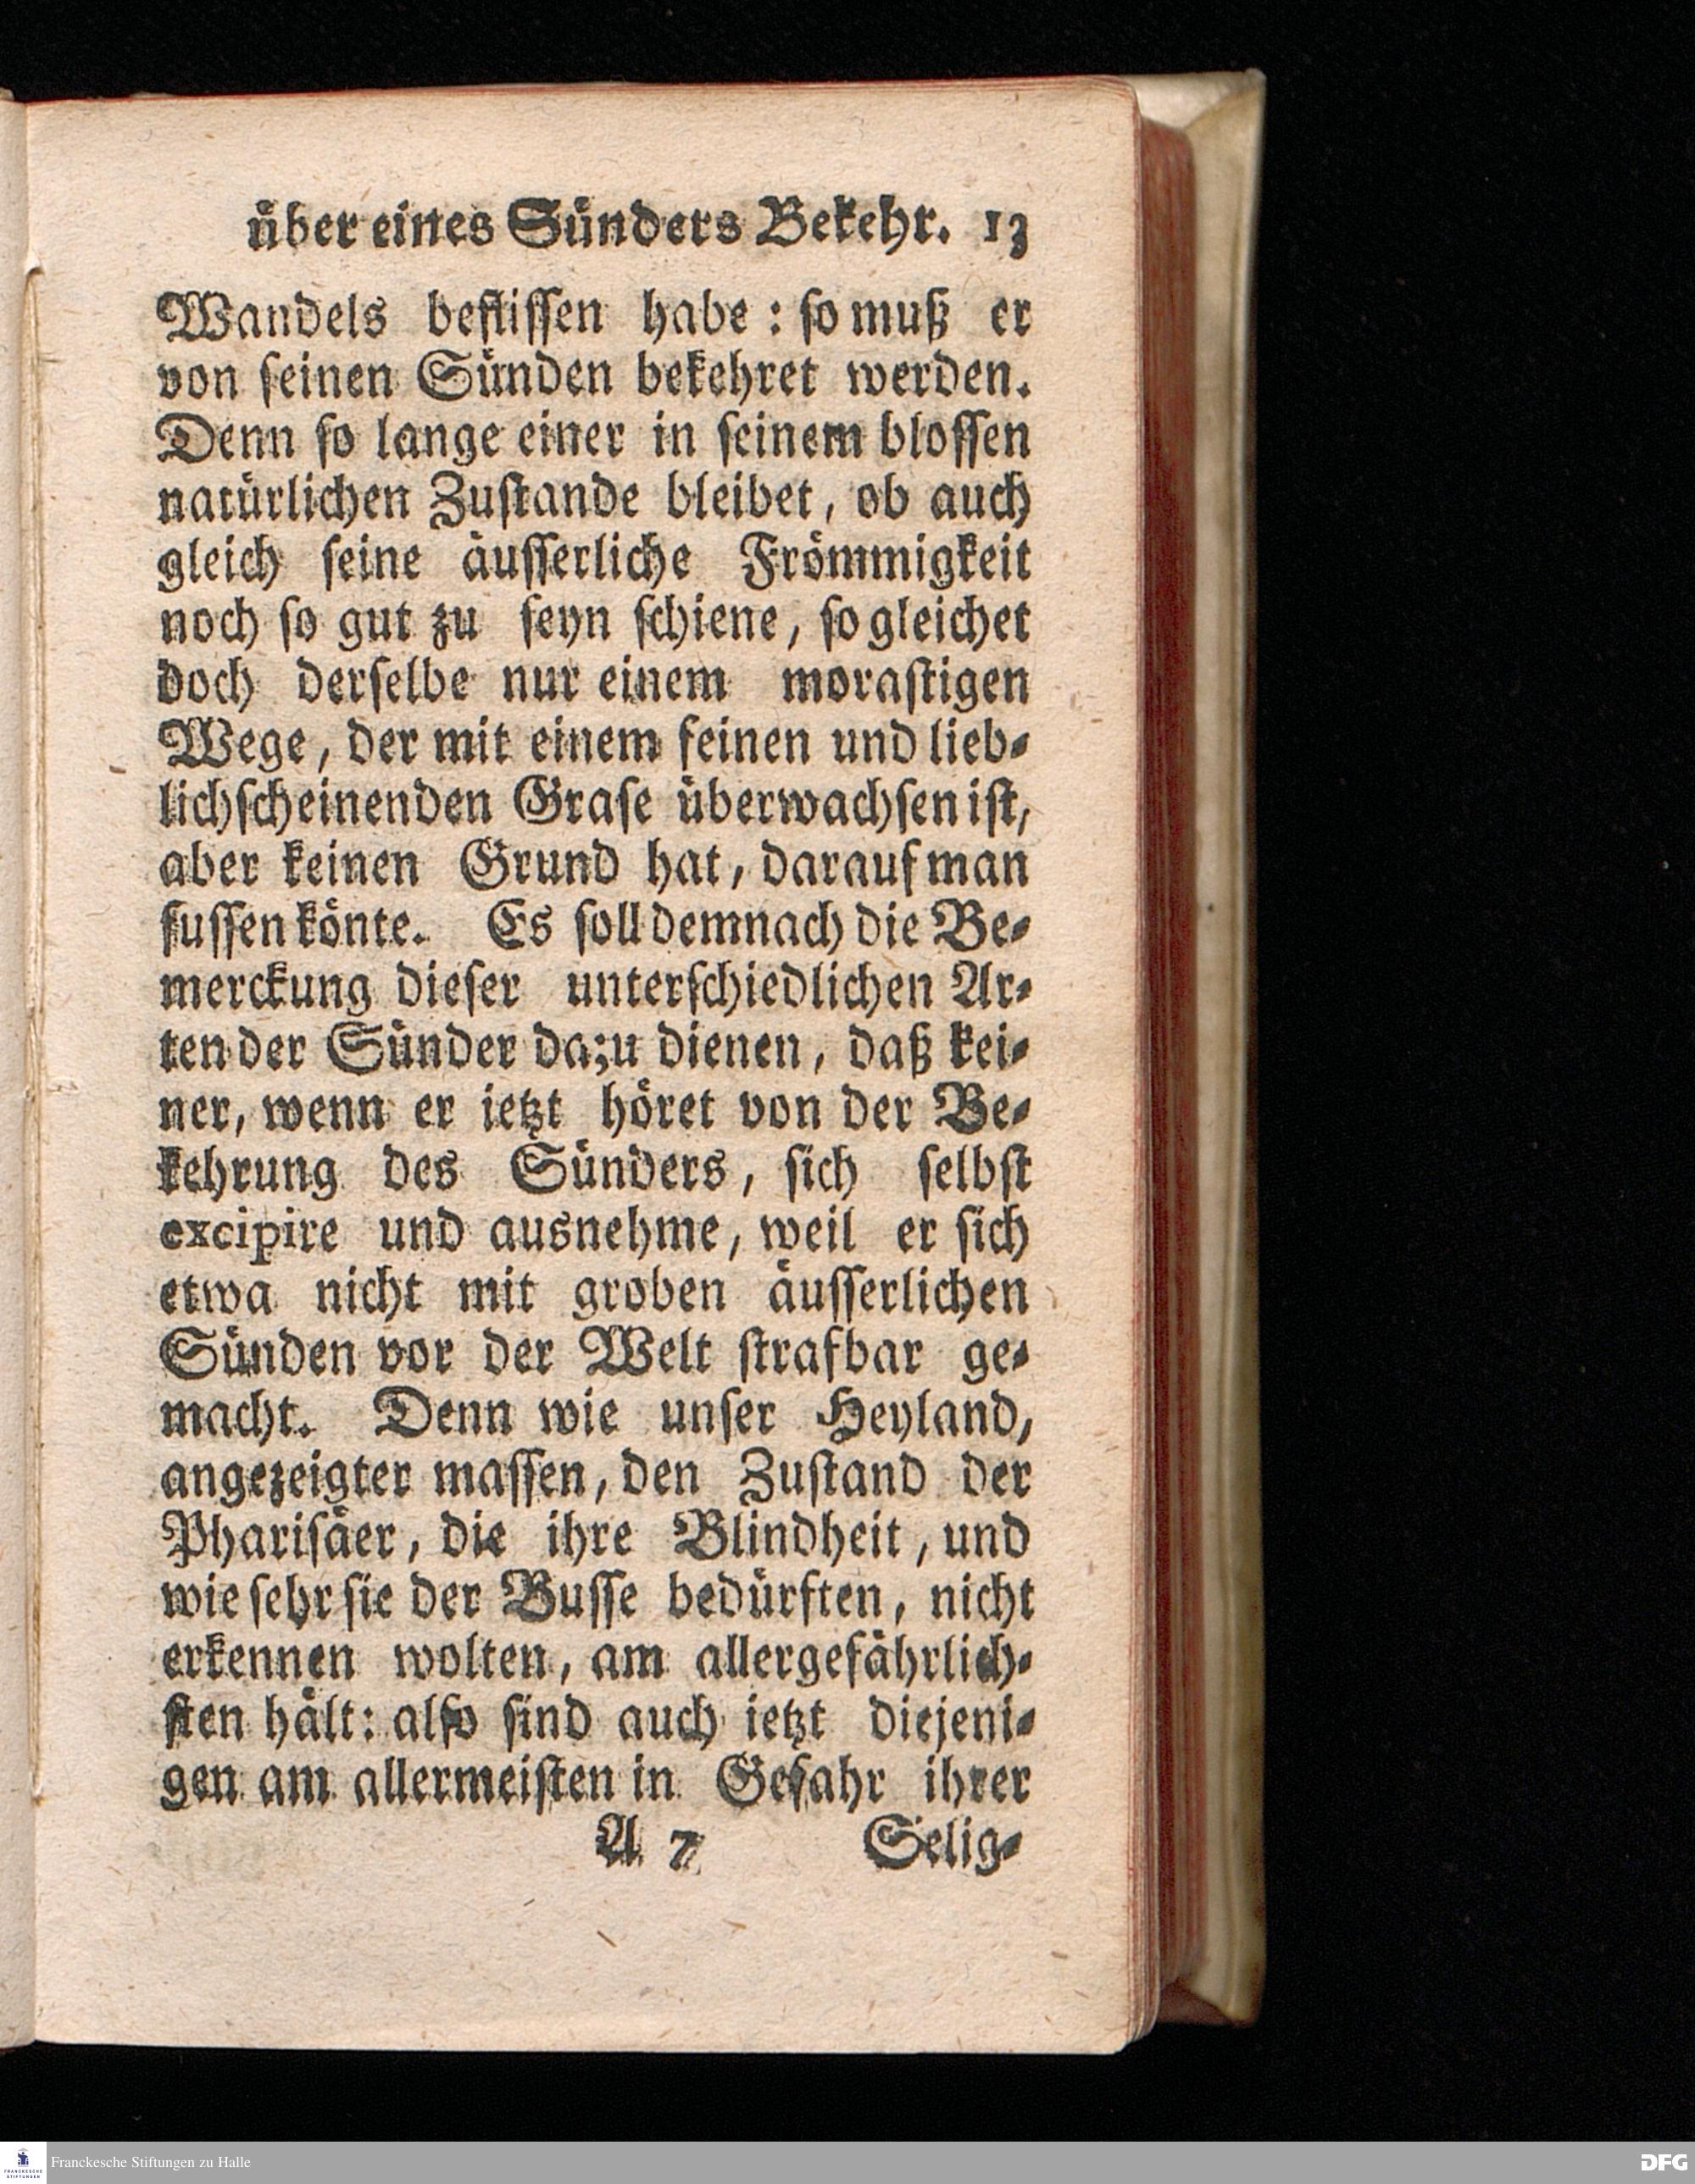 über eines Sünders Bekehr. 13
Wandels befliſſen habe: ſo muß er
von ſeinen Sünden bekehret werden.
Denn ſo lange einer in ſeinem bloſſen
natürlichen Zuſtande bleibet, ob auch
gleich ſeine äuſſerliche Frömmigkeit
noch ſo gut zu ſeyn ſchiene, ſo gleichet
doch derſelbe nur einem moraſtigen
Wege, der mit einem feinen und lieb⸗
lichſcheinenden Graſe überwachſen iſt,
aber keinen Grund hat, darauf man
fuſſen könte. Es ſoll demnach die Be⸗
merckung dieſer unterſchiedlichen Ar⸗
ten der Sünder dazu dienen, daß kei⸗
ner, wenn er ietzt höret von der Be⸗
kehrung des Sünders, ſich ſelbſt
excipire und ausnehme, weil er ſich
etwa nicht mit groben äuſſerlichen
Sünden vor der Welt ſtrafbar ge⸗
macht. Denn wie unſer Heyland,
angezeigter maſſen, den Zuſtand der
Phariſäer, die ihre Blindheit, und
wie ſehr ſie der Buſſe bedürften, nicht
erkennen wolten, am allergefährlich⸗
ſten hält: alſo ſind auch ietzt diejeni⸗
gen am allermeiſten in Gefahr ihrer
A 7 Selig⸗
FRANCKESCHE
STIFTUNGEN
Franckesche Stiftungen zu Halle
DFG